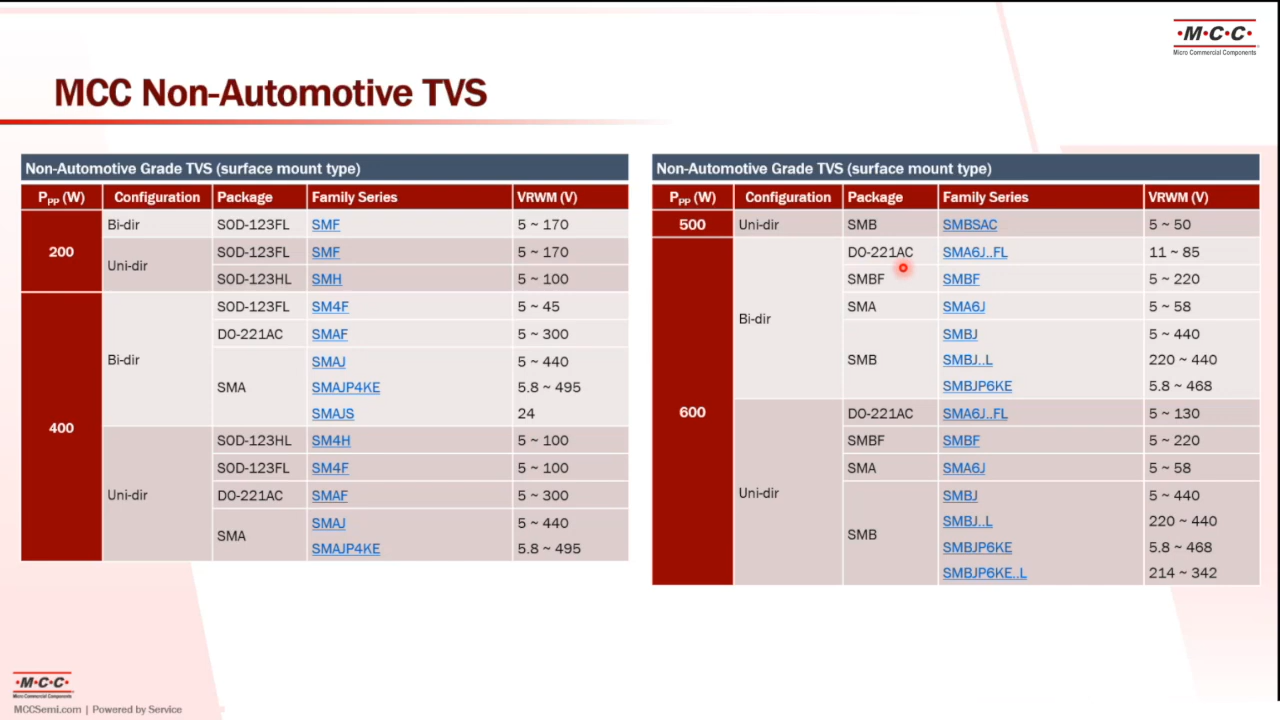 ·M·C·C·
Micro Commercial Components
MCC Non-Automotive TVS
Non-Automotive Grade TVS (surface mount type)
PPP (W) Configuration Package Family Series VRWM (V)
200 Bi-dir SOD-123FL SMF 5 ~ 170
Uni-dir SOD-123FL SMF 5 ~ 170
SOD-123HL SMH 5 ~ 100
400 Bi-dir SOD-123FL SM4F 5 ~ 45
DO-221AC SMAF 5 ~ 300
SMA SMAJ 5 ~ 440
SMAJP4KE 5.8 ~ 495
SMAJS 24
Uni-dir SOD-123HL SM4H 5 ~ 100
SOD-123FL SM4F 5 ~ 100
DO-221AC SMAF 5 ~ 300
SMA SMAJ 5 ~ 440
SMAJP4KE 5.8 ~ 495
Non-Automotive Grade TVS (surface mount type)
PPP (W) Configuration Package Family Series VRWM (V)
500 Uni-dir SMB SMBSAC 5 ~ 50
600 Bi-dir DO-221AC SMA6J..FL 11 ~ 85
SMBF SMBF 5 ~ 220
SMA SMA6J 5 ~ 58
SMB SMBJ 5 ~ 440
SMBJ..L 220 ~ 440
SMBJP6KE 5.8 ~ 468
Uni-dir DO-221AC SMA6J..FL 5 ~ 130
SMBF SMBF 5 ~ 220
SMA SMA6J 5 ~ 58
SMB SMBJ 5 ~ 440
SMBJ..L 220 ~ 440
SMBJP6KE 5.8 ~ 468
SMBJP6KE..L 214 ~ 342
·M·C·C·
Micro Commercial Components
MCCSemi.com | Powered by Service